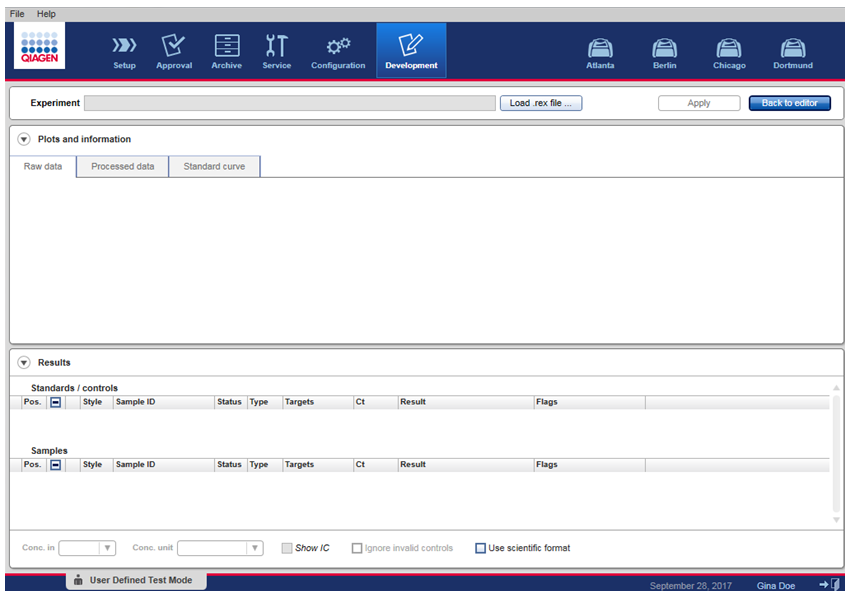 File Help
QIAGEN
Setup Approval Archive Service Configuration Development Atlanta Berlin Chicago Dortmund
Experiment Load .rex file ... Apply Back to editor
Plots and information
Raw data Processed data Standard curve
Results
Standards / controls
Pos. Style Sample ID Status Type Targets Ct Result Flags
Samples
Pos. Style Sample ID Status Type Targets Ct Result Flags
Conc. in Conc. unit Show IC Ignore invalid controls Use scientific format
User Defined Test Mode September 28, 2017 Gina Doe